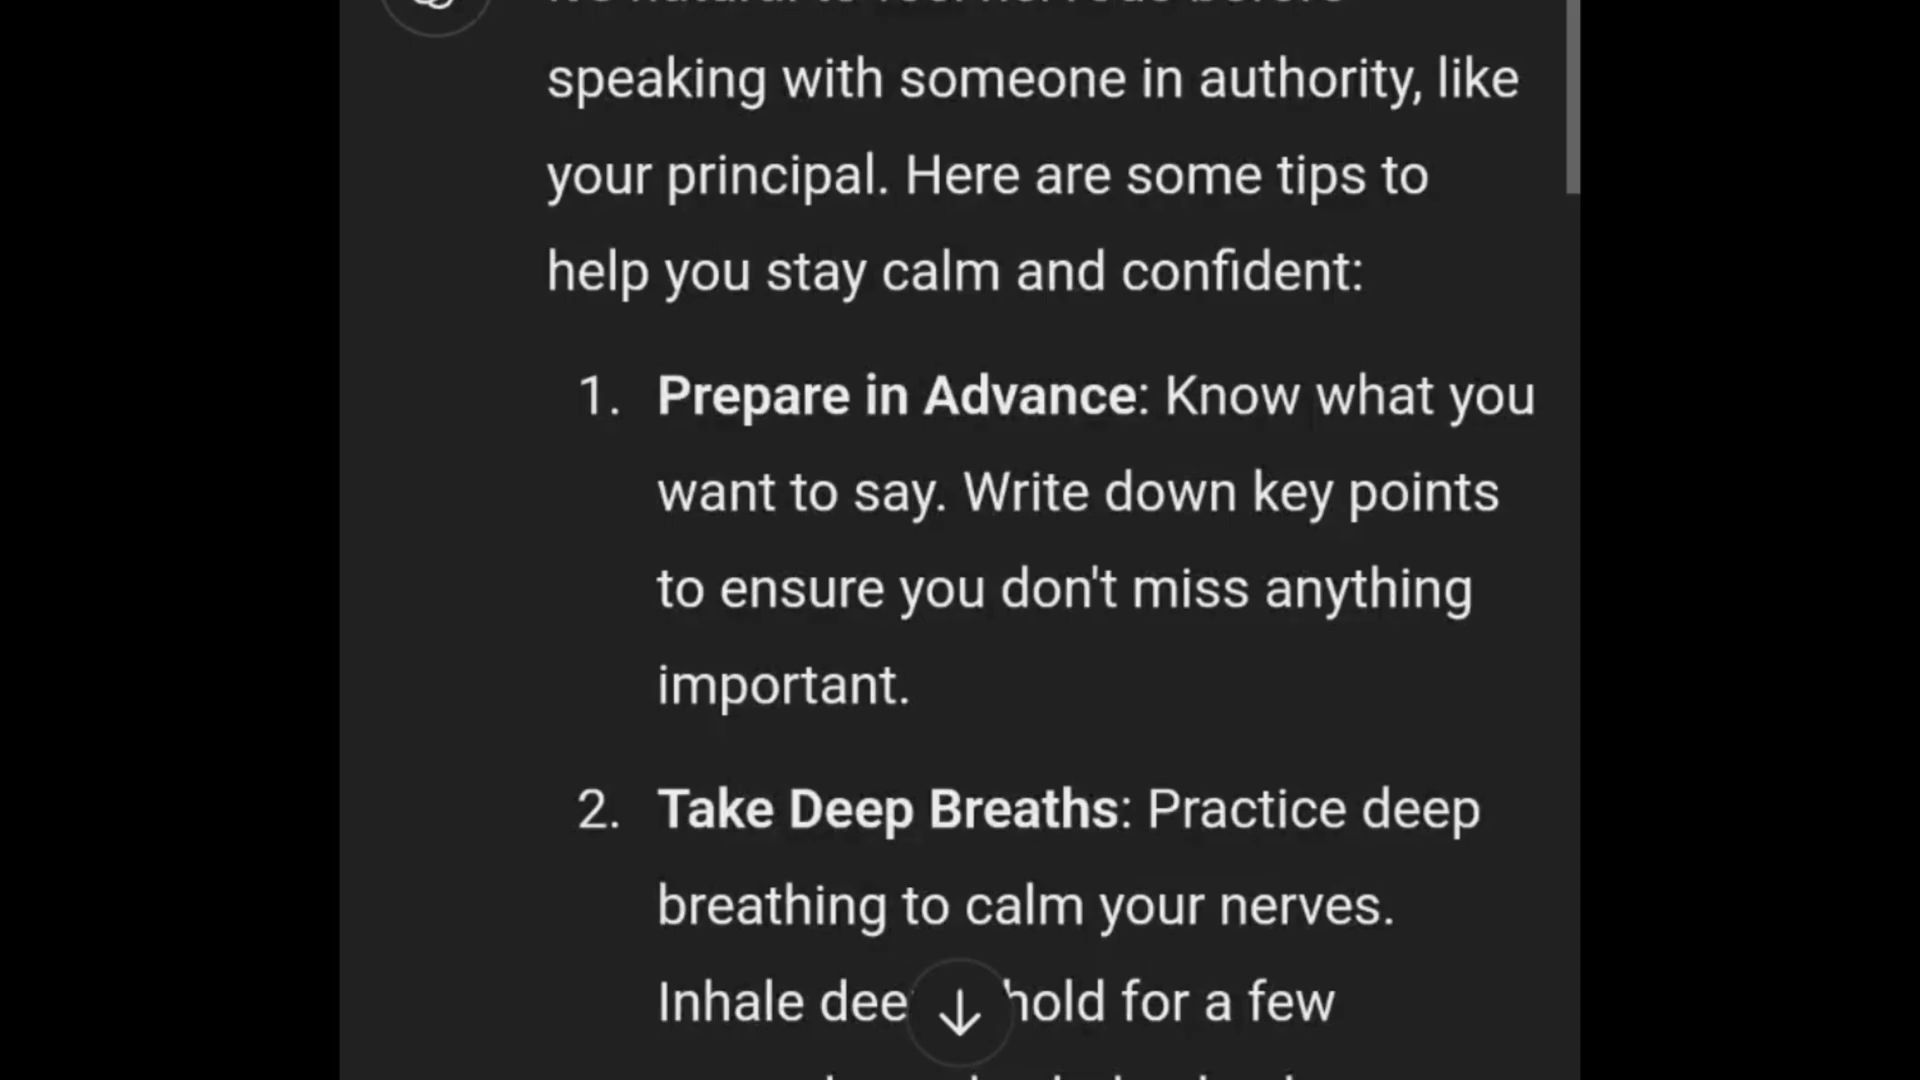 speaking with someone in authority, like
your principal. Here are some tips to
help you stay calm and confident:
1. Prepare in Advance: Know what you
want to say. Write down key points
to ensure you don't miss anything
important.
2. Take Deep Breaths: Practice deep
breathing to calm your nerves.
Inhale hold for a few